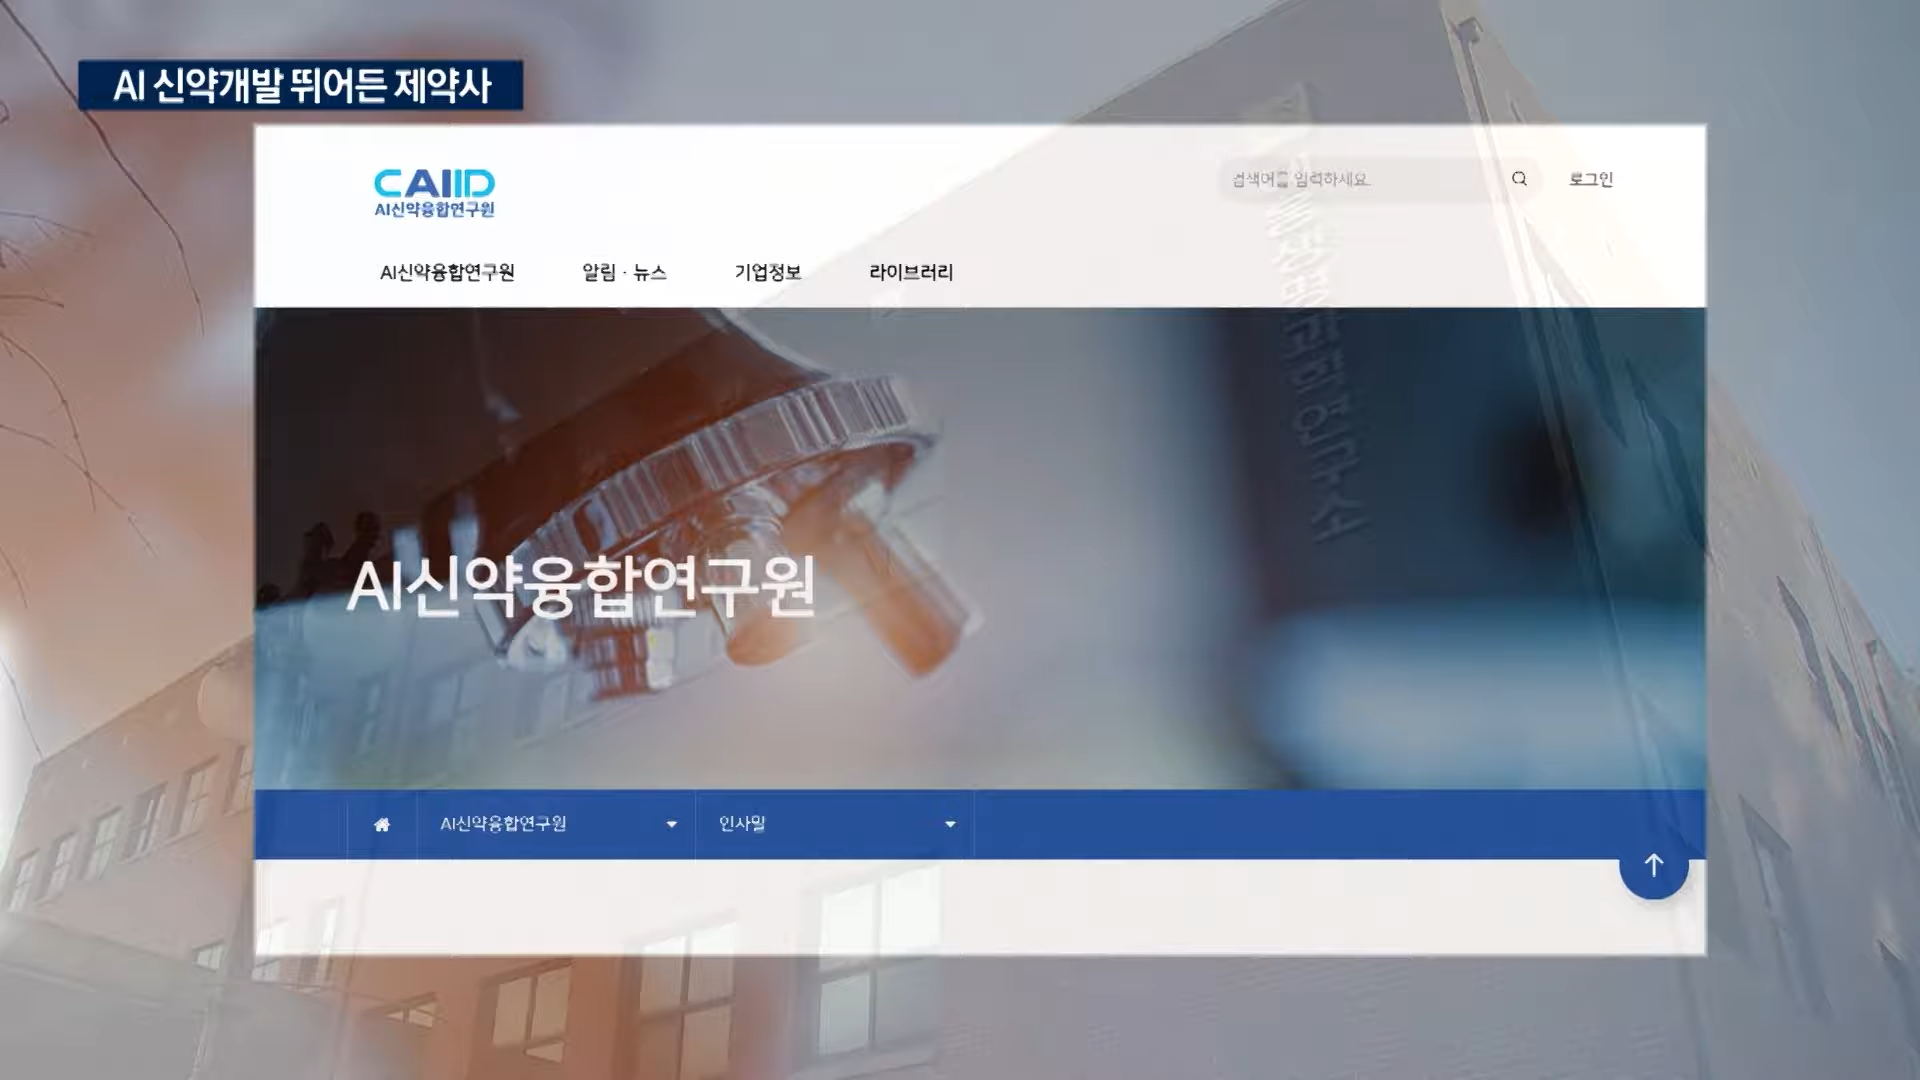 AI 신약개발 뛰어든 제약사
CAIID
AI신약융합연구원
검색어를 입력하세요.
로그인
AI신약융합연구원
알림 · 뉴스
기업정보
라이브러리
AI신약융합연구원
AI신약융합연구원
인사말